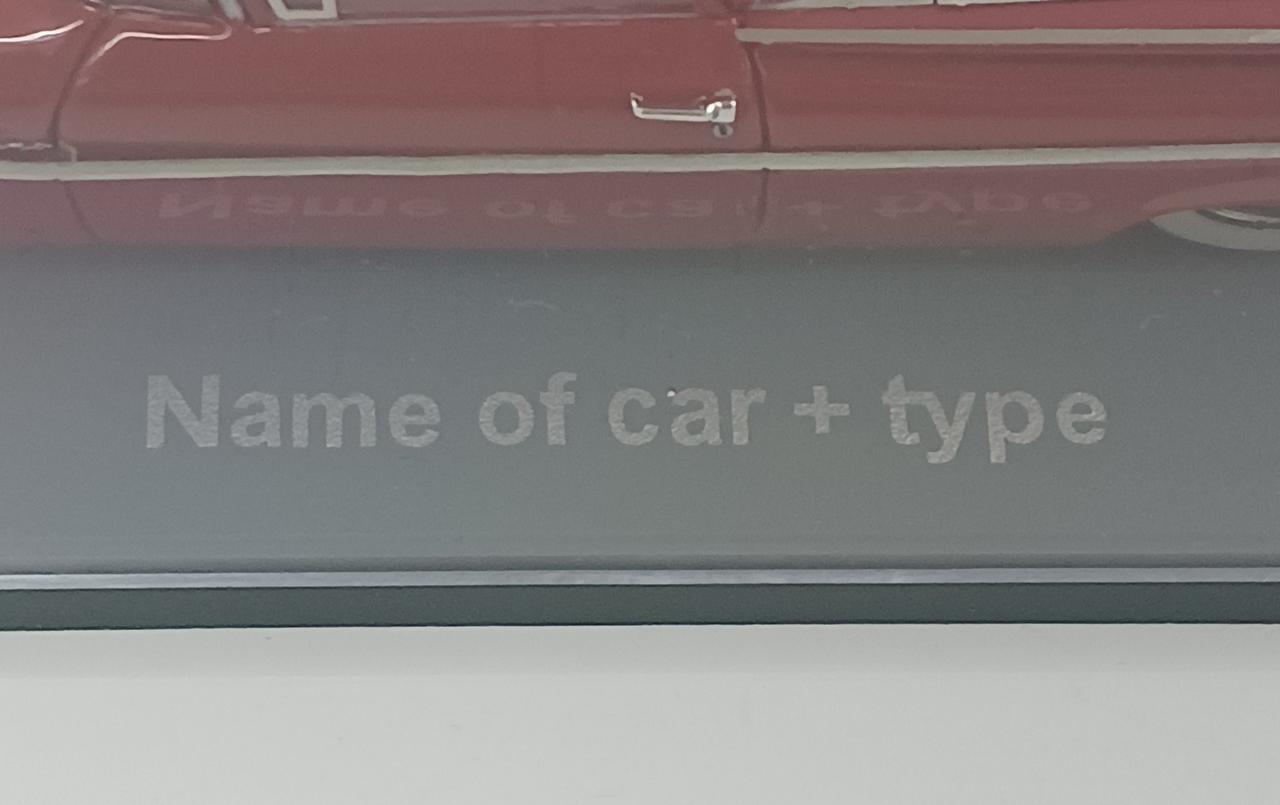 Name of car + type